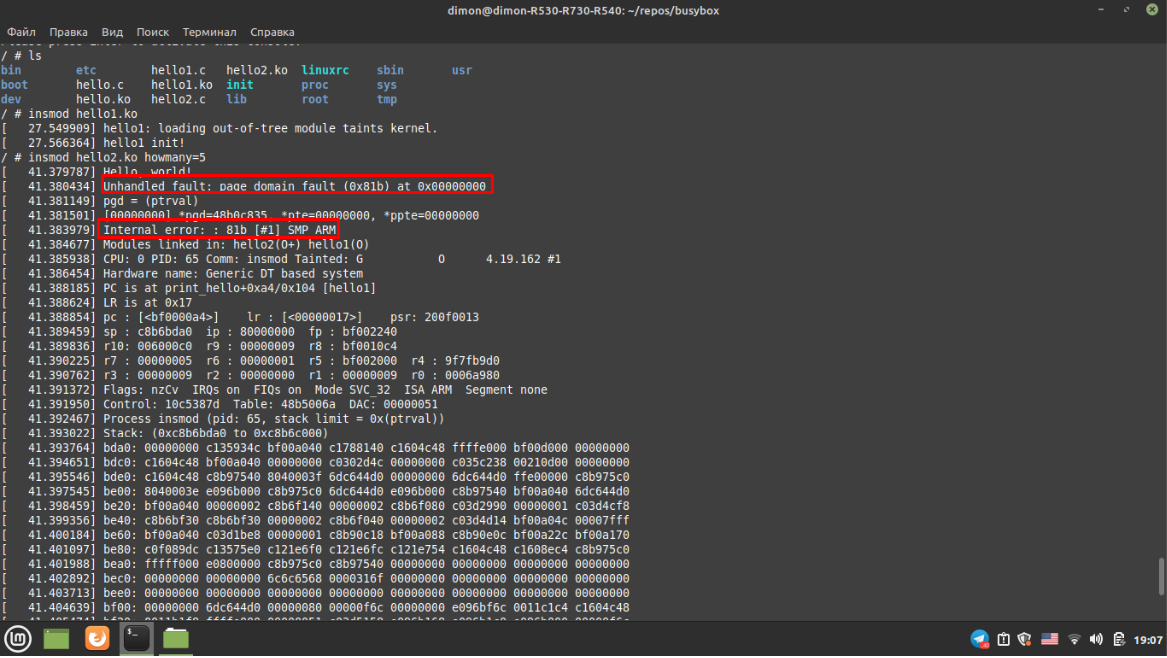 dimon@dimon-R530-R730-R540: ~/repos/busybox
Файл Правка Вид Поиск Терминал Справка
/ # ls
bin etc hello1.c hello2.ko linuxrc sbin usr
boot hello.c hello1.ko init proc sys
dev hello.ko hello2.c lib root tmp
/ # insmod hello1.ko
[   27.549909] hello1: loading out-of-tree module taints kernel.
[   27.566364] hello1 init!
/ # insmod hello2.ko howmany=5
[   41.379787] Hello, world!
[   41.380434] Unhandled fault: page domain fault (0x81b) at 0x00000000
[   41.381149] pgd = (ptrval)
[   41.381501] [00000000] *pgd=48b0c835, *pte=00000000, *ppte=00000000
[   41.383979] Internal error: : 81b [#1] SMP ARM
[   41.384677] Modules linked in: hello2(O+) hello1(O)
[   41.385938] CPU: 0 PID: 65 Comm: insmod Tainted: G           O      4.19.162 #1
[   41.386454] Hardware name: Generic DT based system
[   41.388185] PC is at print_hello+0xa4/0x104 [hello1]
[   41.388624] LR is at 0x17
[   41.388854] pc : [<bf0000a4>]    lr : [<00000017>]    psr: 200f0013
[   41.389459] sp : c8b6bda0  ip : 80000000  fp : bf002240
[   41.389836] r10: 006000c0  r9 : 00000009  r8 : bf0010c4
[   41.390225] r7 : 00000005  r6 : 00000001  r5 : bf002000  r4 : 9f7fb9d0
[   41.390762] r3 : 00000009  r2 : 00000000  r1 : 00000009  r0 : 0006a980
[   41.391372] Flags: nzCv  IRQs on  FIQs on  Mode SVC_32  ISA ARM  Segment none
[   41.391950] Control: 10c5387d  Table: 48b5006a  DAC: 00000051
[   41.392467] Process insmod (pid: 65, stack limit = 0x(ptrval))
[   41.393022] Stack: (0xc8b6bda0 to 0xc8b6c000)
[   41.393764] bda0: 00000000 c135934c bf00a040 c1788140 c1604c48 ffffe000 bf00d000 00000000
[   41.394651] bdc0: c1604c48 bf00a040 00000000 c0302d4c 00000000 c035c238 00210d00 00000000
[   41.395546] bde0: c1604c48 c8b97540 8040003f 6dc644d0 00000000 6dc644d0 ffe00000 c8b975c0
[   41.397545] be00: 8040003e e096b000 c8b975c0 6dc644d0 e096b000 c8b97540 bf00a040 6dc644d0
[   41.398459] be20: bf00a040 00000002 c8b6f140 00000002 c8b6f080 c03d2990 00000001 c03d4cf8
[   41.399356] be40: c8b6bf30 c8b6bf30 00000002 c8b6f040 00000002 c03d4d14 bf00a04c 00007fff
[   41.400184] be60: bf00a040 c03d1be8 00000001 c8b90c18 bf00a088 c8b90e0c bf00a22c bf00a170
[   41.401097] be80: c0f089dc c13575e0 c121e6f0 c121e6fc c121e754 c1604c48 c1608ec4 c8b975c0
[   41.401988] bea0: fffff000 e0800000 c8b975c0 c8b97540 00000000 00000000 00000000 00000000
[   41.402892] bec0: 00000000 00000000 6c6c6568 0000316f 00000000 00000000 00000000 00000000
[   41.403713] bee0: 00000000 00000000 00000000 00000000 00000000 00000000 00000000 00000000
[   41.404639] bf00: 00000000 6dc644d0 00000080 00000f6c 00000000 e096bf6c 0011c1c4 c1604c48
19:07